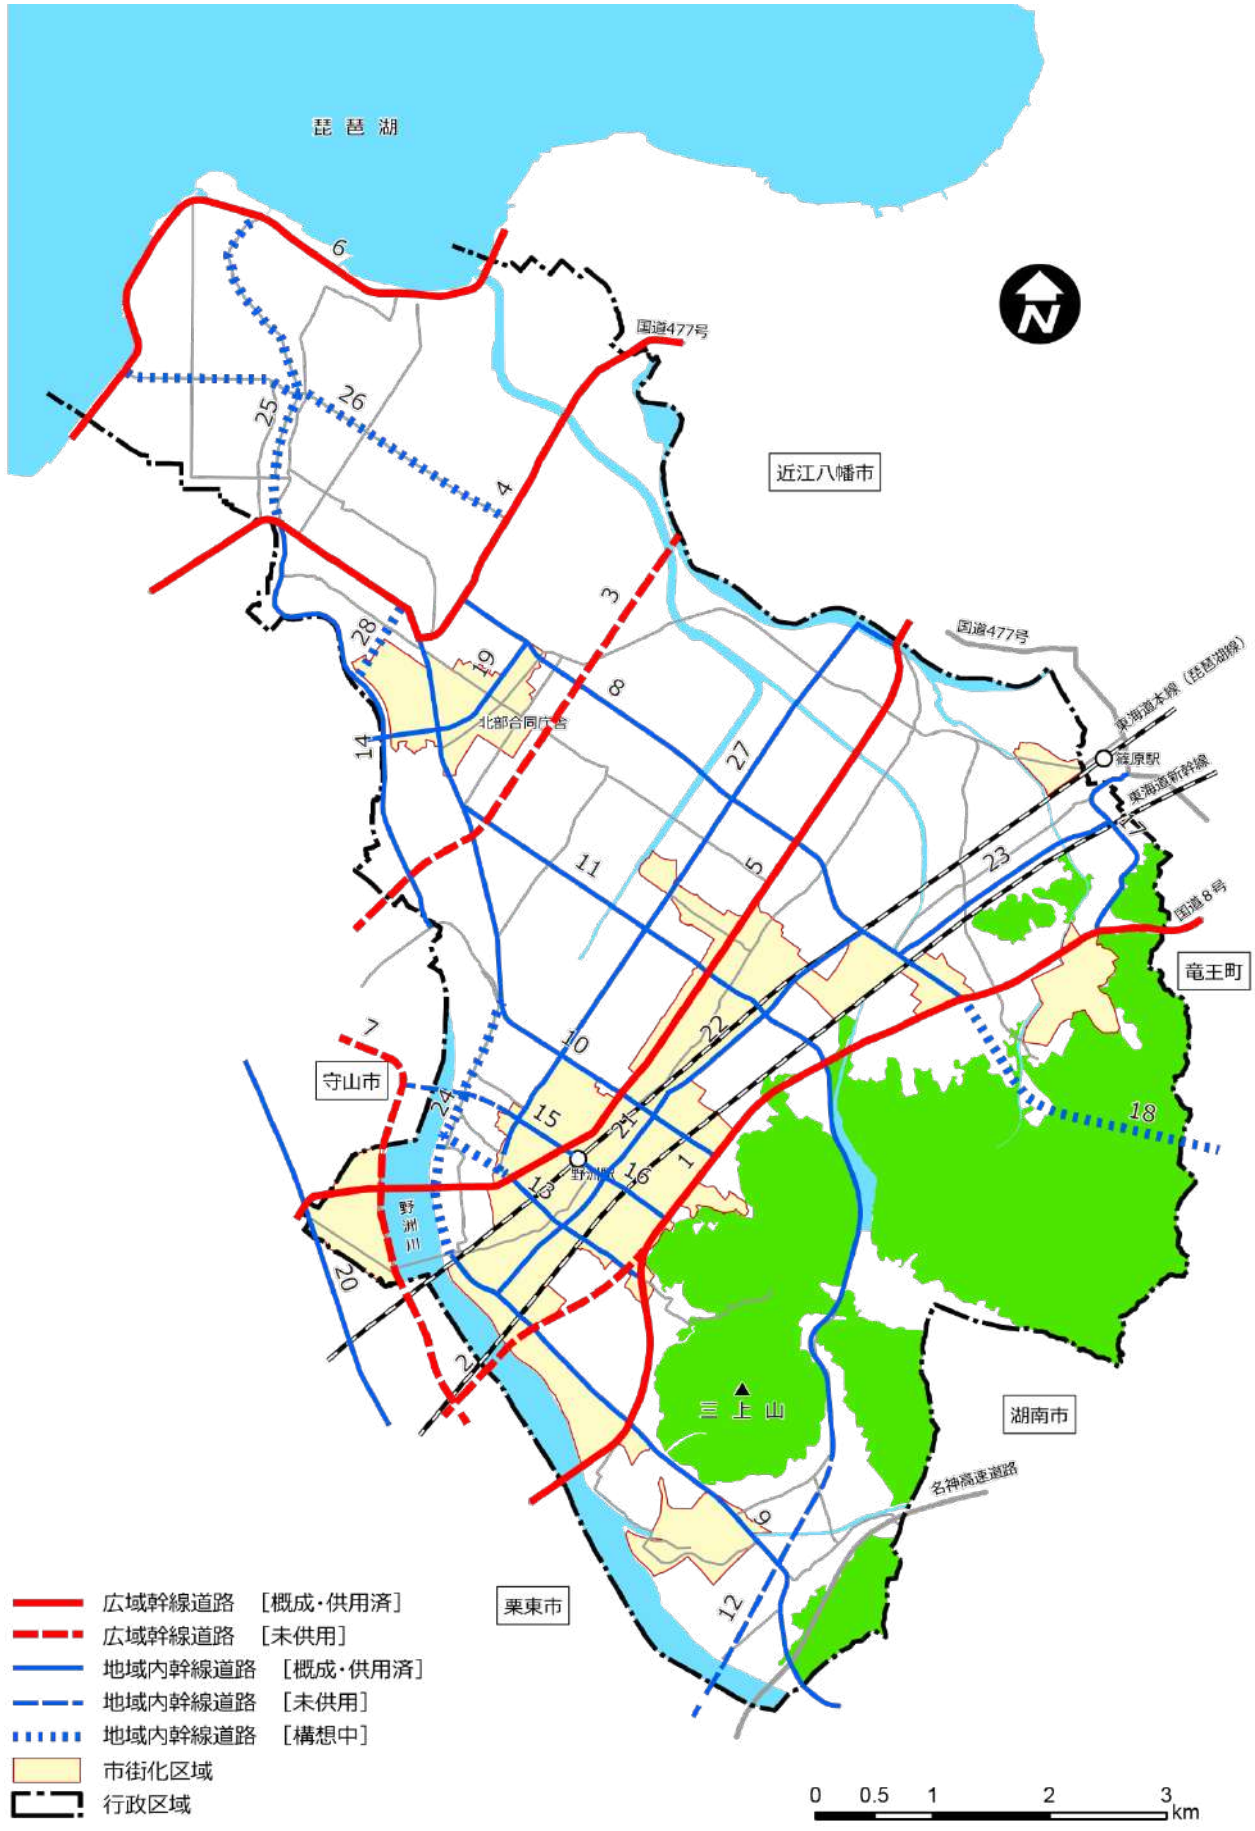 琵琶湖
6
N
国道477号
26
25
近江八幡市
4
3
国道477号
28
19
8
東海道本線（琵琶湖線）
北部合同庁舎
14
27
篠原駅
東海道新幹線
17
11
5
23
国道8号
竜王町
7
22
10
守山市
24
15
21
18
1
野洲駅
16
13
野洲川
20
2
三上山
湖南市
名神高速道路
9
栗東市
12
広域幹線道路 ［概成・供用済］
広域幹線道路 ［未供用］
地域内幹線道路 ［概成・供用済］
地域内幹線道路 ［未供用］
地域内幹線道路 ［構想中］
市街化区域
行政区域
0 0.5 1 2 3
km